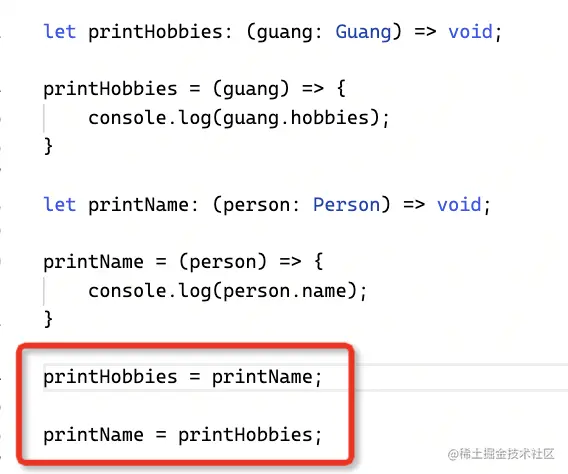 let printHobbies: (guang: Guang) => void;
printHobbies = (guang) => {
    console.log(guang.hobbies);
}
let printName: (person: Person) => void;
printName = (person) => {
    console.log(person.name);
}
printHobbies = printName;
printName = printHobbies;
@稀土掘金技术社区